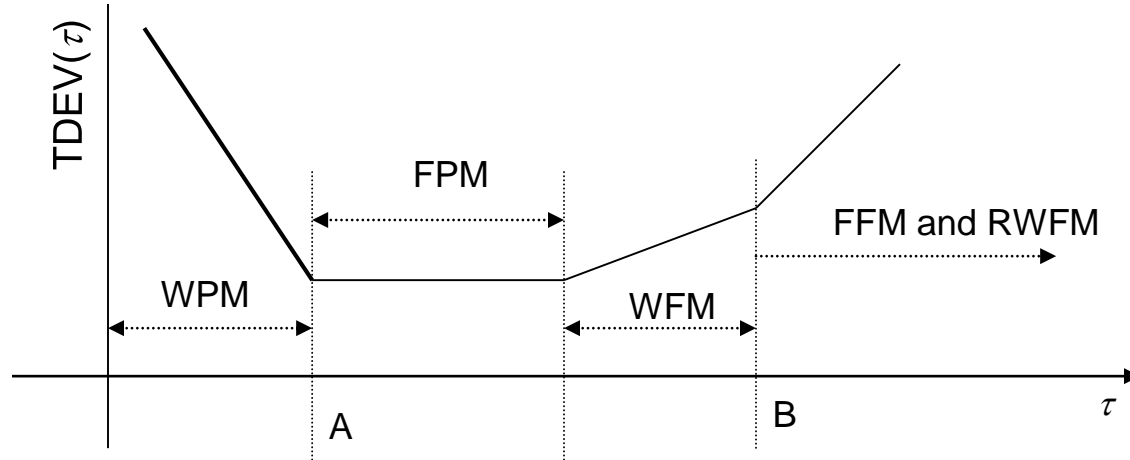 TDEV(τ)
FPM
FFM and RWFM
WPM
WFM
A
B
τ